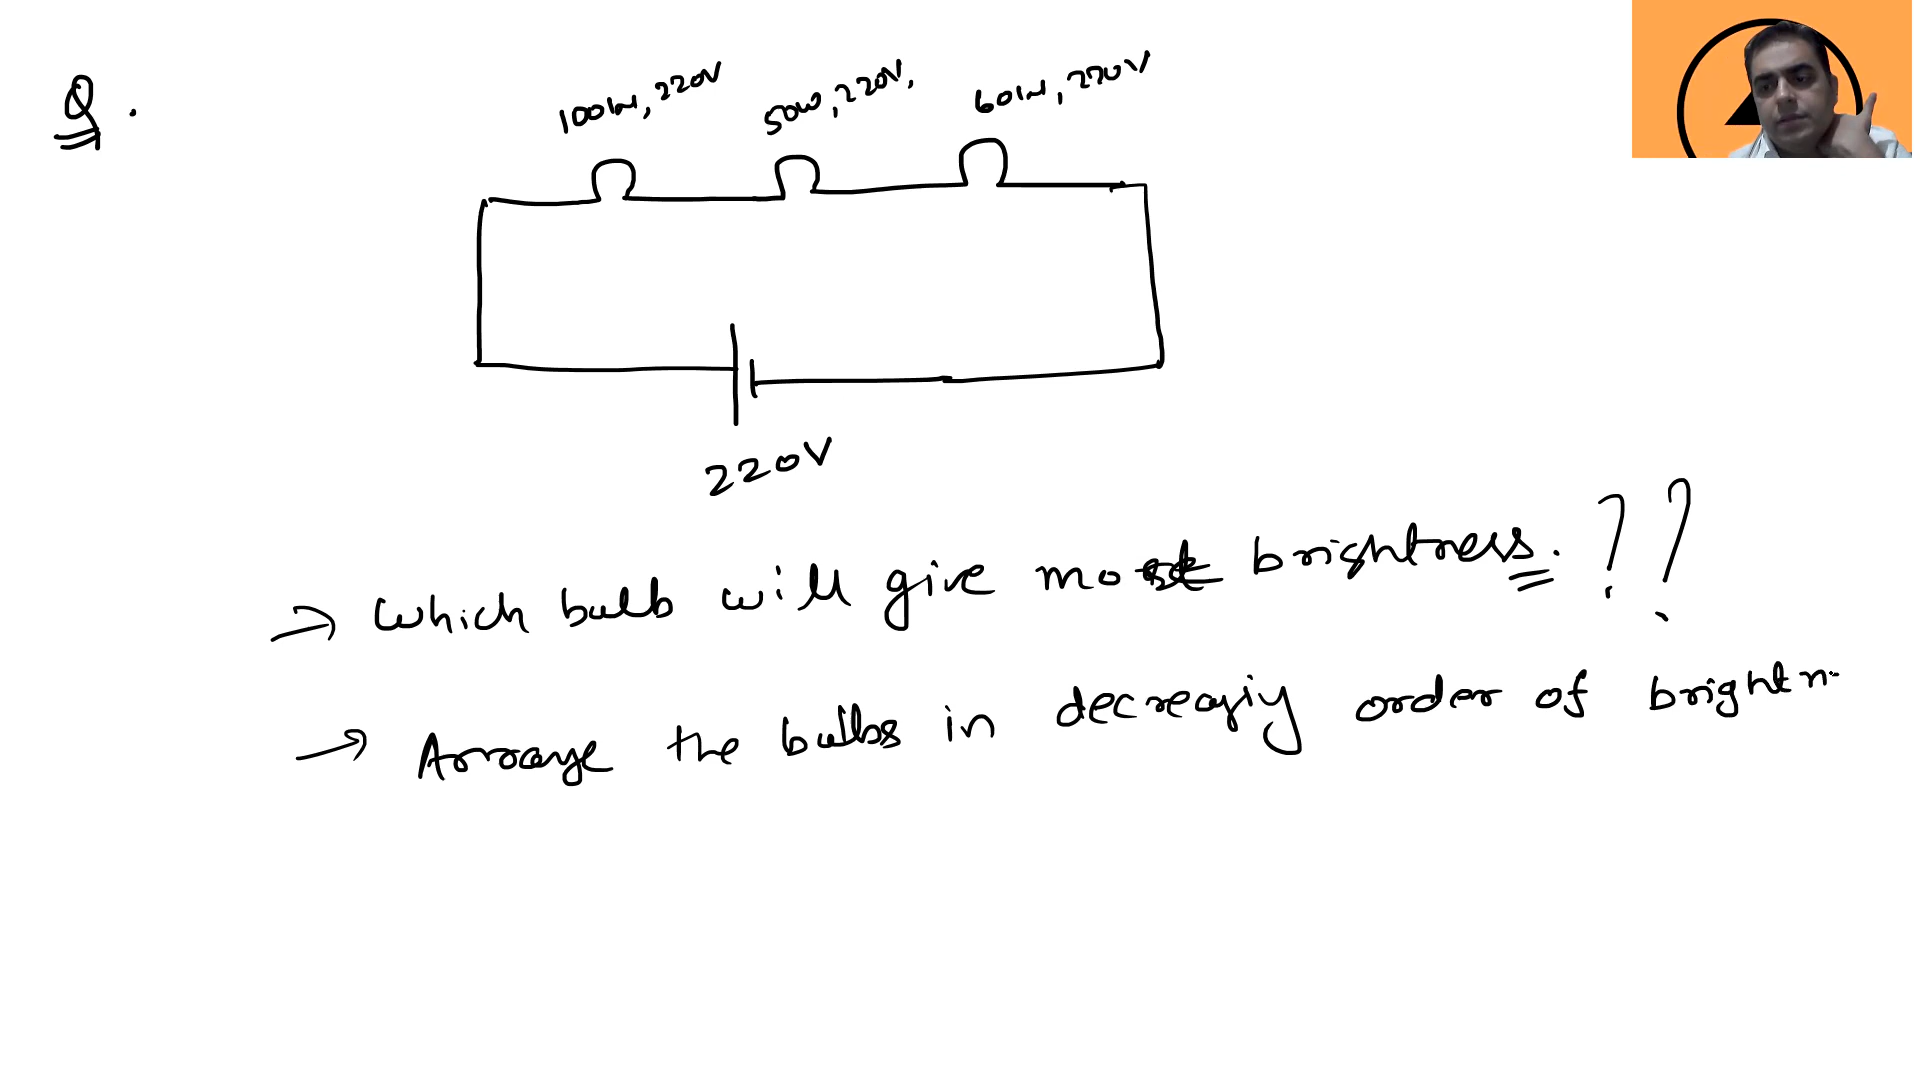 Q.
100W, 220V
50W, 220V,
60W, 220V
220V
→ Which bulb will give most brightness. ??
→ Arrange the bulbs in decreasing order of brightn